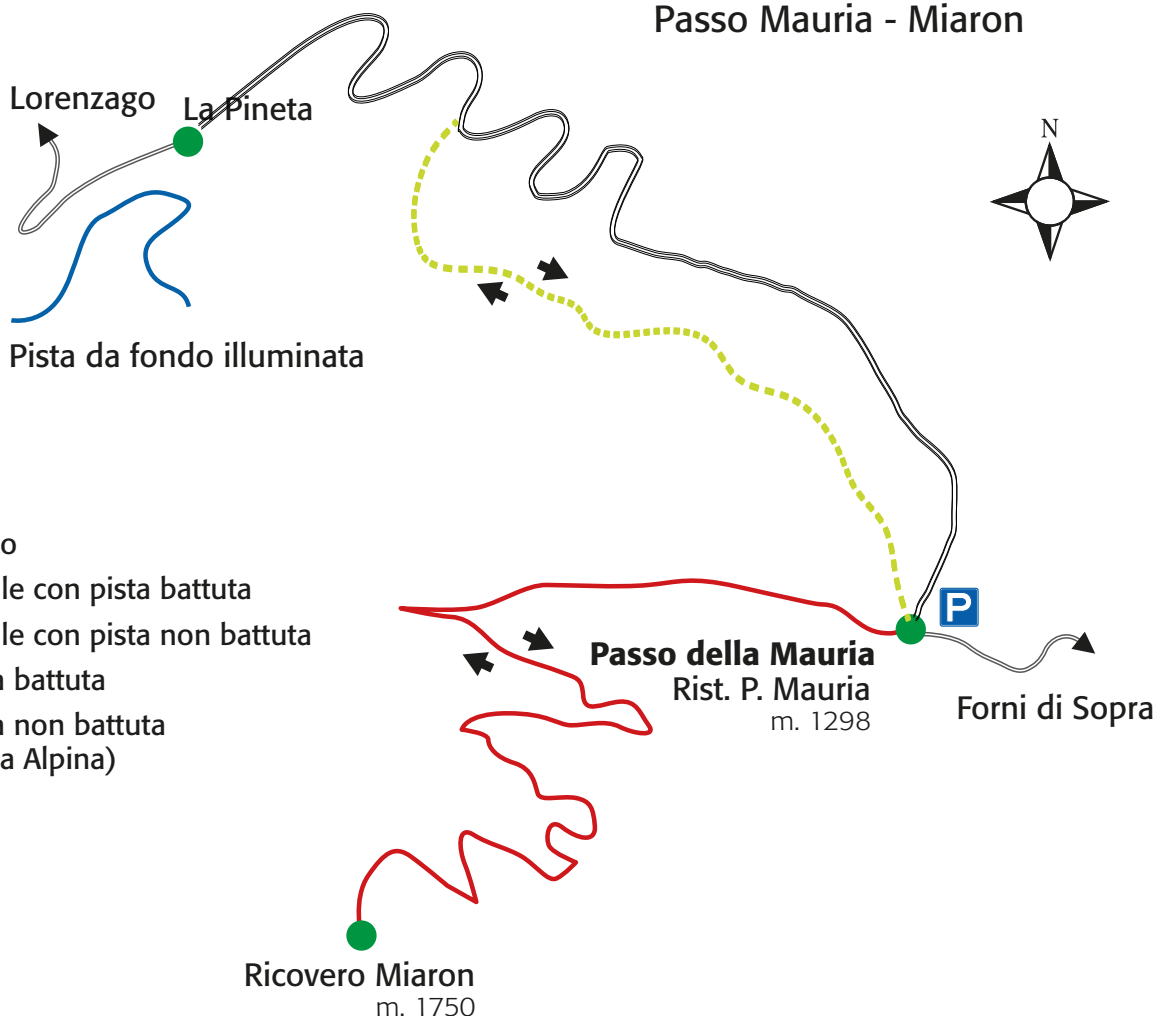 Passo Mauria - Miaron
Lorenzago
La Pineta
N
Pista da fondo illuminata
o
le con pista battuta
le con pista non battuta
n battuta
n non battuta
a Alpina)
P
Passo della Mauria
Rist. P. Mauria
m. 1298
Forni di Sopra
Ricovero Miaron
m. 1750